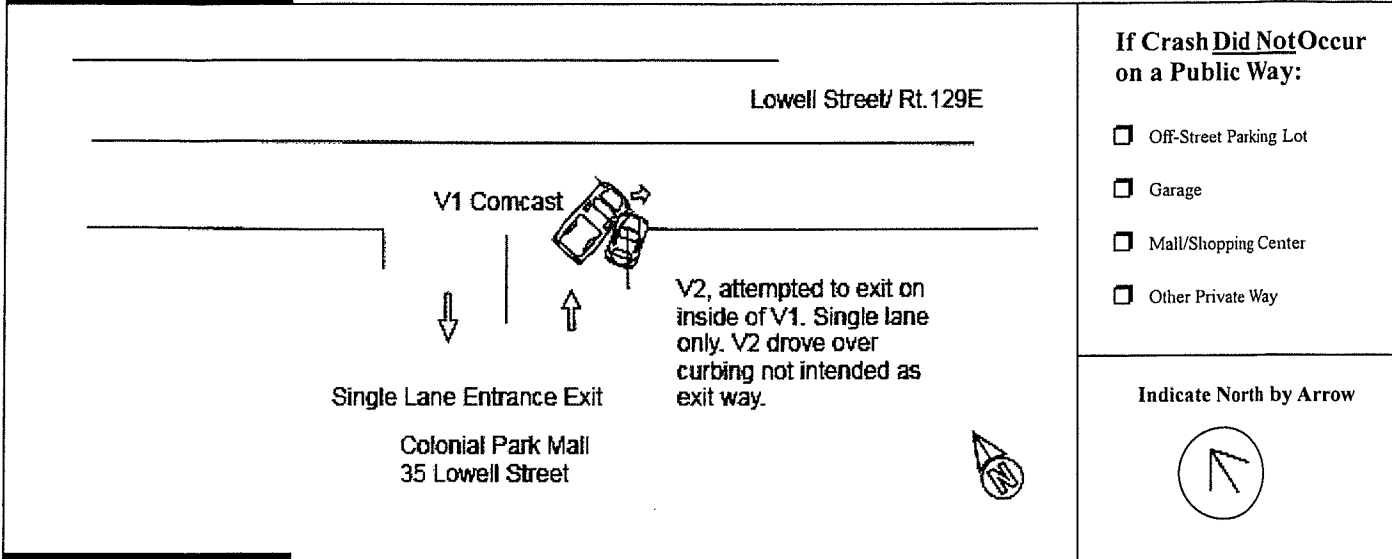 Lowell Street/ Rt.129E
V1 Comcast
V2, attempted to exit on
inside of V1. Single lane
only. V2 drove over
curbing not intended as
exit way.
Single Lane Entrance Exit
Colonial Park Mall
35 Lowell Street
N
If Crash Did Not Occur
on a Public Way:
Off-Street Parking Lot
Garage
Mall/Shopping Center
Other Private Way
Indicate North by Arrow